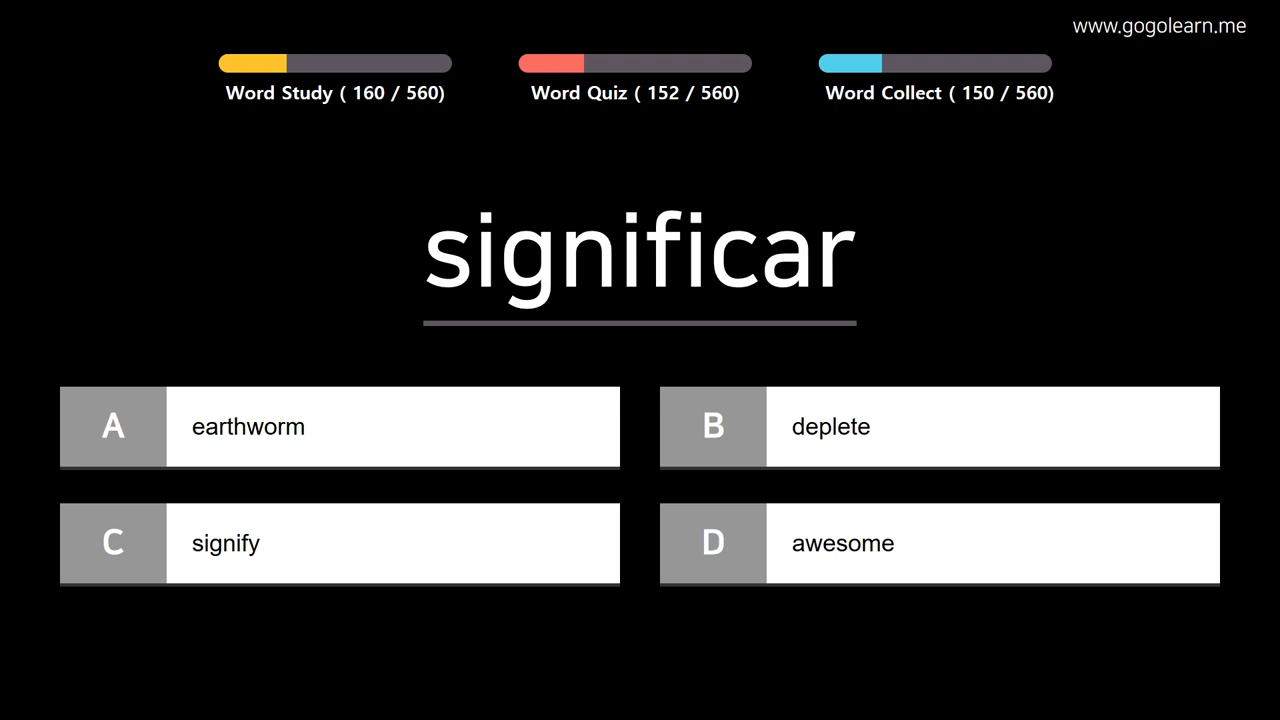 www.gogolearn.me
Word Study ( 160 / 560)
Word Quiz ( 152 / 560)
Word Collect ( 150 / 560)
significar
A earthworm
B deplete
C signify
D awesome